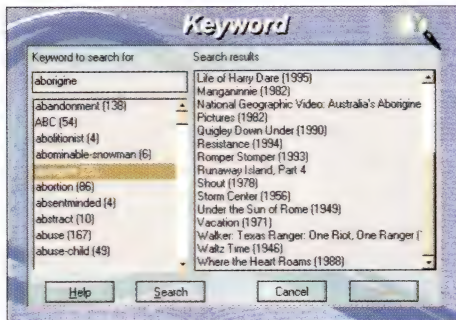 Keyword
Keyword to search for
aborigine
abandonment (138)
ABC (54)
abolitionist (4)
abominable-snowman (6)
abortion (86)
absentminded (4)
abstract (10)
abuse (167)
abuse-child (49)
Search results
Life of Harry Dare (1995)
Manganinnie (1982)
National Geographic Video: Australia's Aborigine
Pictures (1982)
Quigley Down Under (1990)
Resistance (1994)
Romper Stomper (1993)
Runaway Island, Part 4
Shout (1978)
Storm Center (1956)
Under the Sun of Rome (1949)
Vacation (1971)
Walker: Texas Ranger: One Riot, One Ranger (
Waltz Time (1946)
Where the Heart Roams (1988)
Help Search Cancel